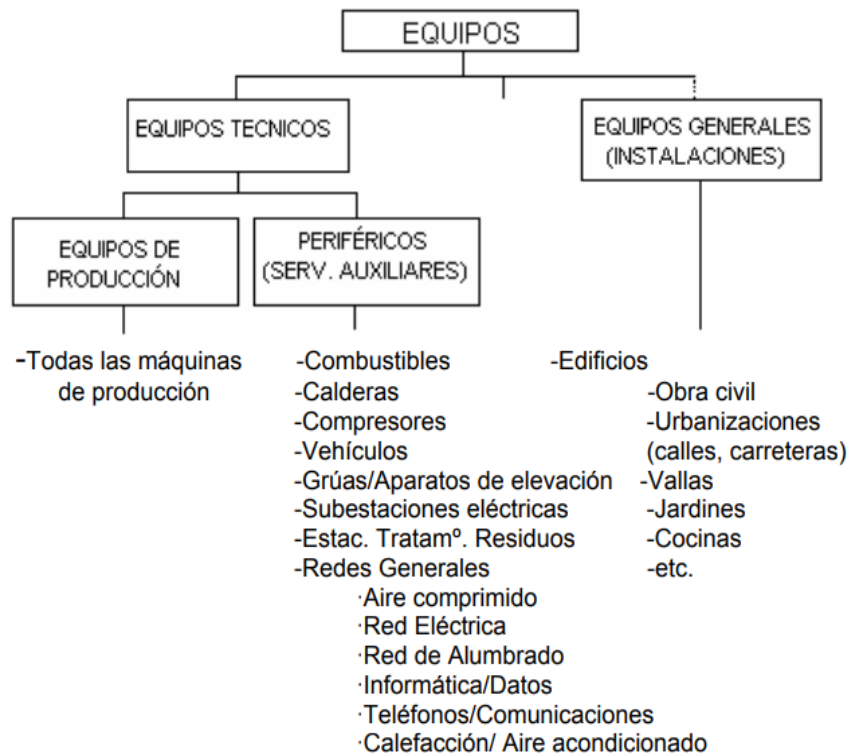 EQUIPOS
EQUIPOS TECNICOS
EQUIPOS GENERALES
(INSTALACIONES)
EQUIPOS DE
PRODUCCIÓN
PERIFÉRICOS
(SERV. AUXILIARES)
-Todas las máquinas
de producción
-Combustibles
-Calderas
-Compresores
-Vehículos
-Grúas/Aparatos de elevación
-Subestaciones eléctricas
-Estac. Tratamº. Residuos
-Redes Generales
·Aire comprimido
·Red Eléctrica
·Red de Alumbrado
·Informática/Datos
·Teléfonos/Comunicaciones
·Calefacción/ Aire acondicionado
-Edificios
-Obra civil
-Urbanizaciones
(calles, carreteras)
-Vallas
-Jardines
-Cocinas
-etc.